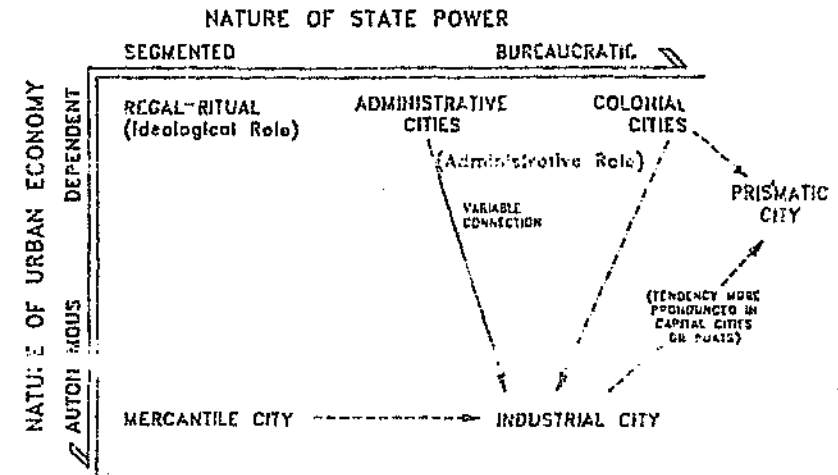 NATURE OF STATE POWER
SEGMENTED
BUREAUCRATIC
NATURE OF URBAN ECONOMY
DEPENDENT
AUTONOMOUS
REGAL-RITUAL
(Ideological Role)
ADMINISTRATIVE
CITIES
(Administrative Role)
COLONIAL
CITIES
VARIABLE
CONNECTION
PRISMATIC
CITY
(TENDENCY MORE
PRONOUNCED IN
CAPITAL CITIES
OR
MERCANTILE CITY
INDUSTRIAL CITY